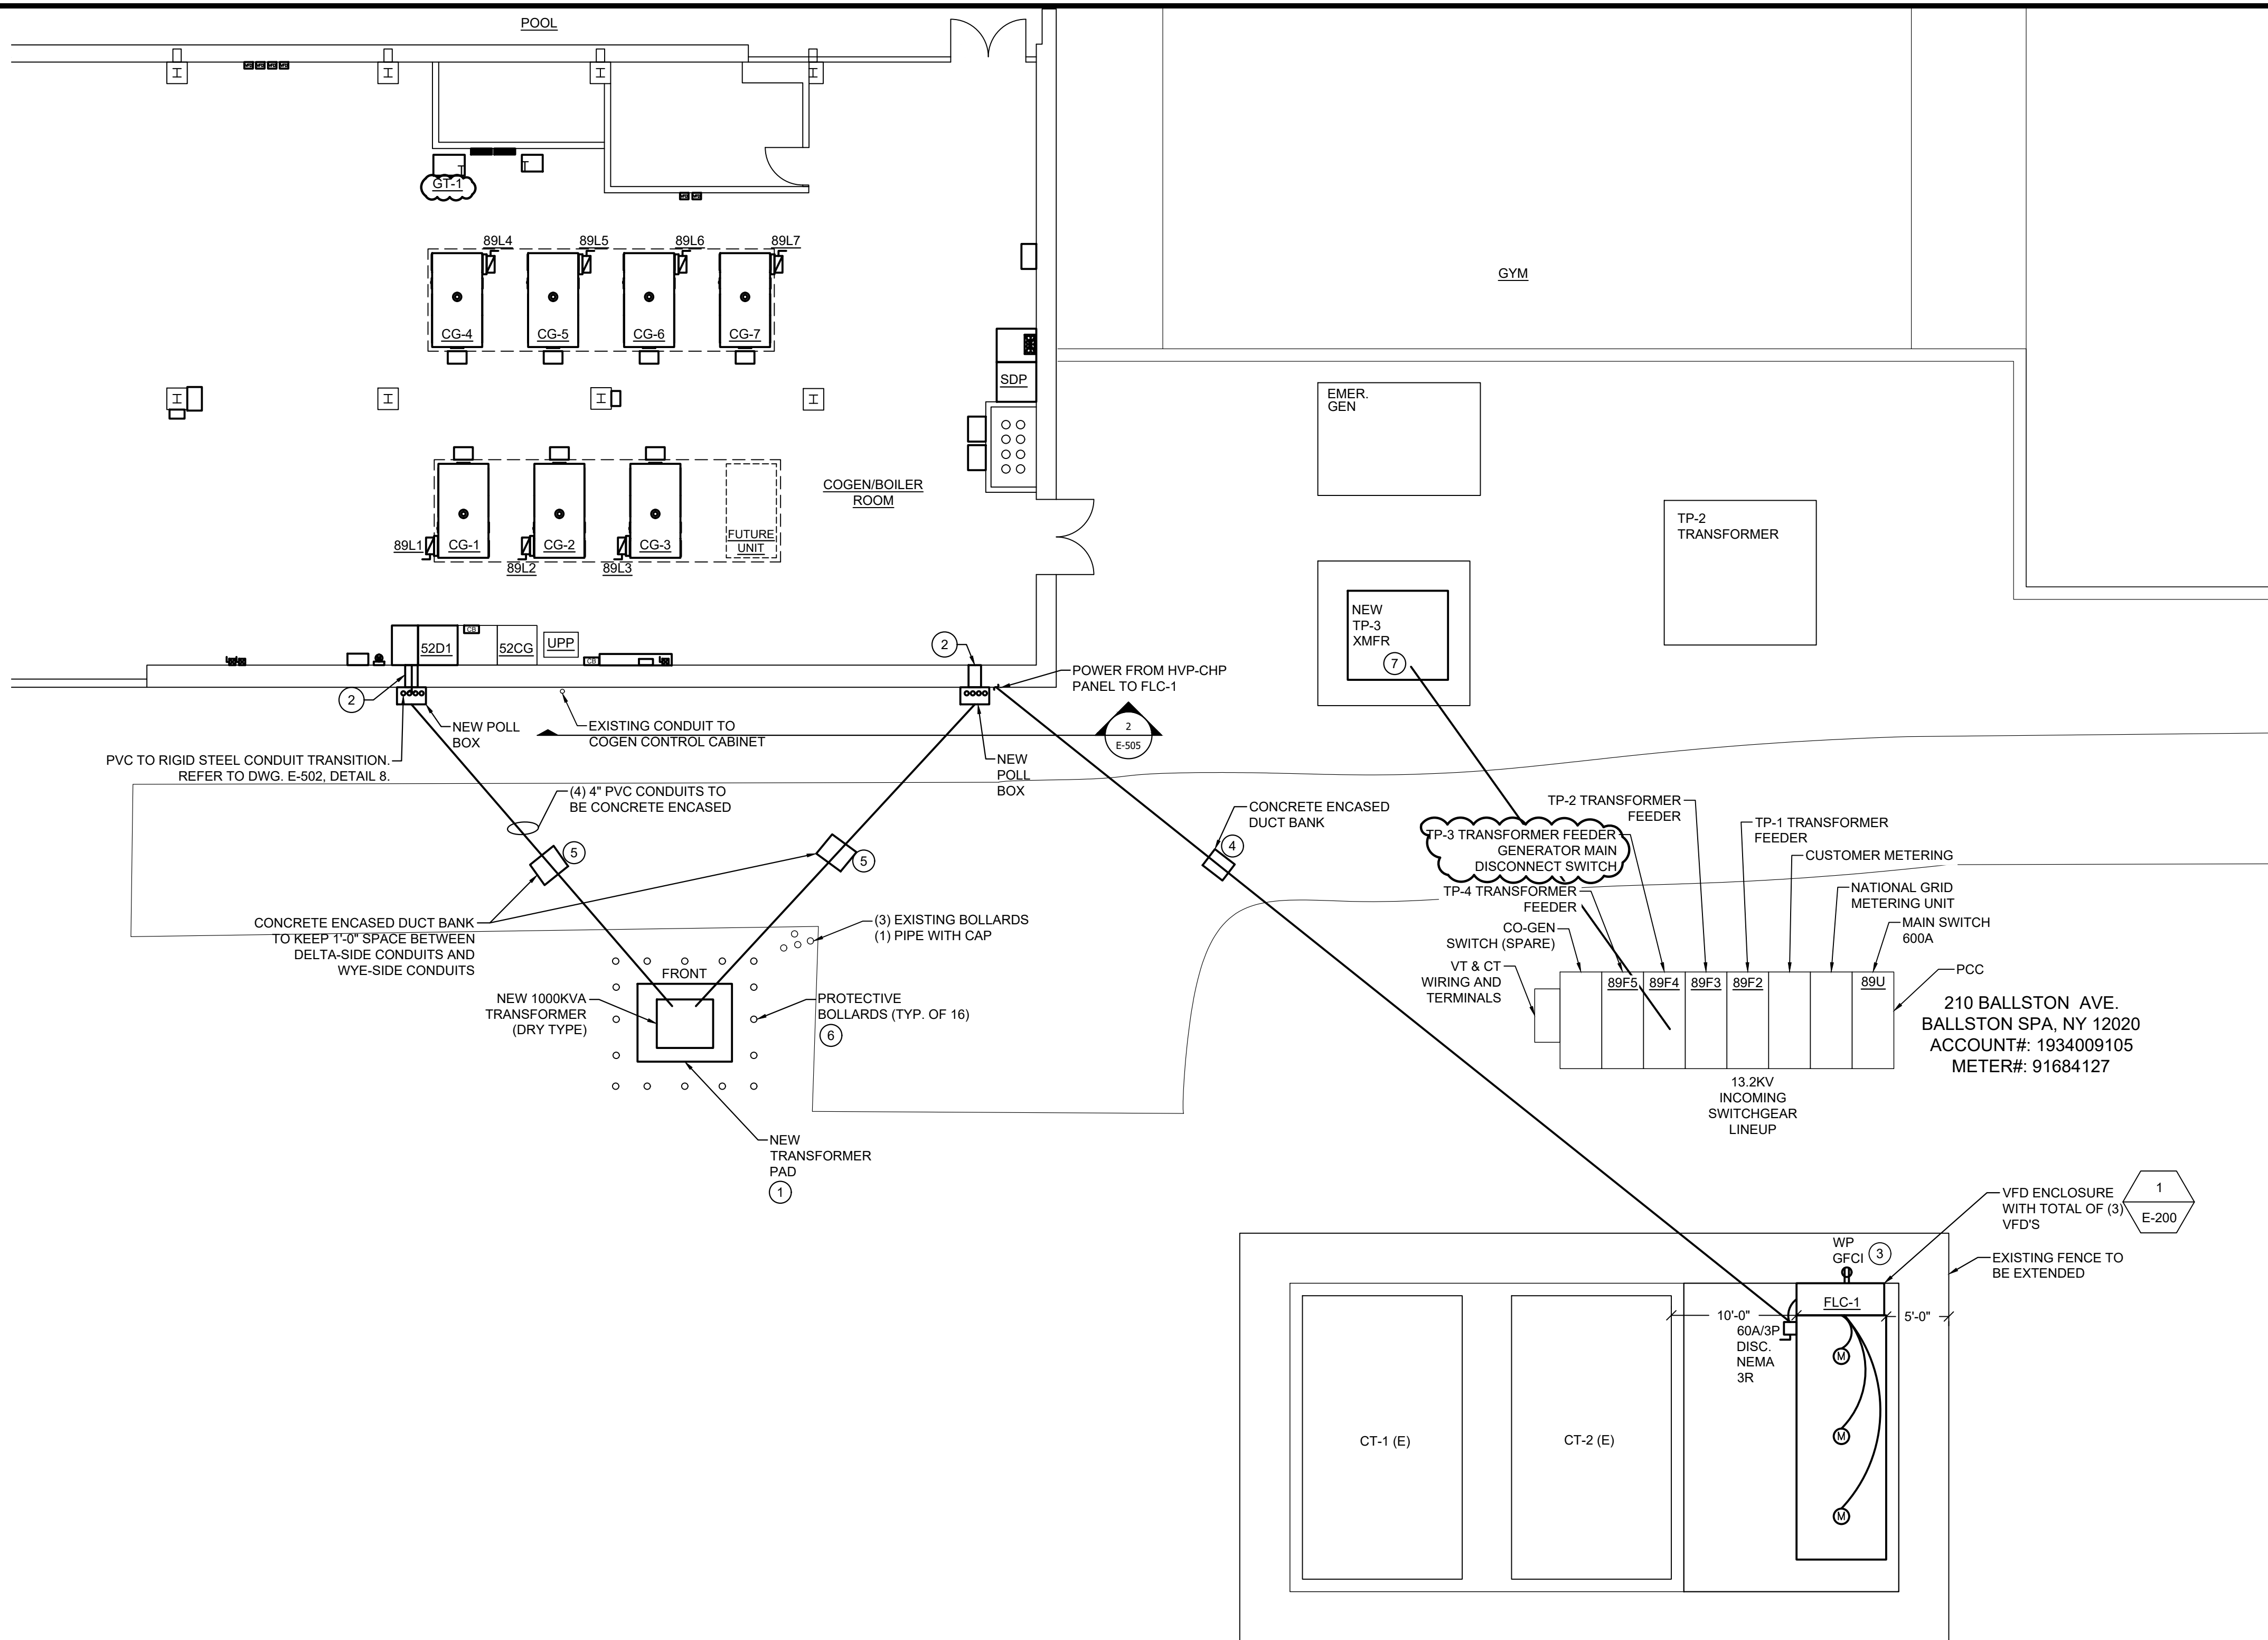 POOL
GT-1
T
T
89L4
89L5
89L6
89L7
GYM
CG-4
CG-5
CG-6
CG-7
SDP
EMER.
GEN
COGEN/BOILER
ROOM
TP-2
TRANSFORMER
FUTURE
UNIT
89L1
CG-1
CG-2
CG-3
89L2
89L3
NEW
TP-3
XMFR
7
CB
52D1
52CG
UPP
CB
2
2
POWER FROM HVP-CHP
PANEL TO FLC-1
NEW POLL
BOX
EXISTING CONDUIT TO
COGEN CONTROL CABINET
2
E-505
PVC TO RIGID STEEL CONDUIT TRANSITION.
REFER TO DWG. E-502, DETAIL 8.
NEW
POLL
BOX
(4) 4" PVC CONDUITS TO
BE CONCRETE ENCASED
CONCRETE ENCASED
DUCT BANK
TP-2 TRANSFORMER
FEEDER
TP-1 TRANSFORMER
FEEDER
TP-3 TRANSFORMER FEEDER
GENERATOR MAIN
DISCONNECT SWITCH
CUSTOMER METERING
5
5
4
TP-4 TRANSFORMER
FEEDER
NATIONAL GRID
METERING UNIT
CONCRETE ENCASED DUCT BANK
TO KEEP 1'-0" SPACE BETWEEN
DELTA-SIDE CONDUITS AND
WYE-SIDE CONDUITS
(3) EXISTING BOLLARDS
(1) PIPE WITH CAP
CO-GEN
SWITCH (SPARE)
MAIN SWITCH
600A
FRONT
VT & CT
WIRING AND
TERMINALS
PCC
89F5
89F4
89F3
89F2
89U
NEW 1000KVA
TRANSFORMER
(DRY TYPE)
PROTECTIVE
BOLLARDS (TYP. OF 16)
6
210 BALLSTON AVE.
BALLSTON SPA, NY 12020
ACCOUNT#: 1934009105
METER#: 91684127
13.2KV
INCOMING
SWITCHGEAR
LINEUP
NEW
TRANSFORMER
PAD
1
VFD ENCLOSURE
WITH TOTAL OF (3)
VFD'S
1
E-200
WP
GFCI
3
EXISTING FENCE TO
BE EXTENDED
FLC-1
10'-0"
5'-0"
60A/3P
DISC.
NEMA
3R
M
M
M
CT-1 (E)
CT-2 (E)